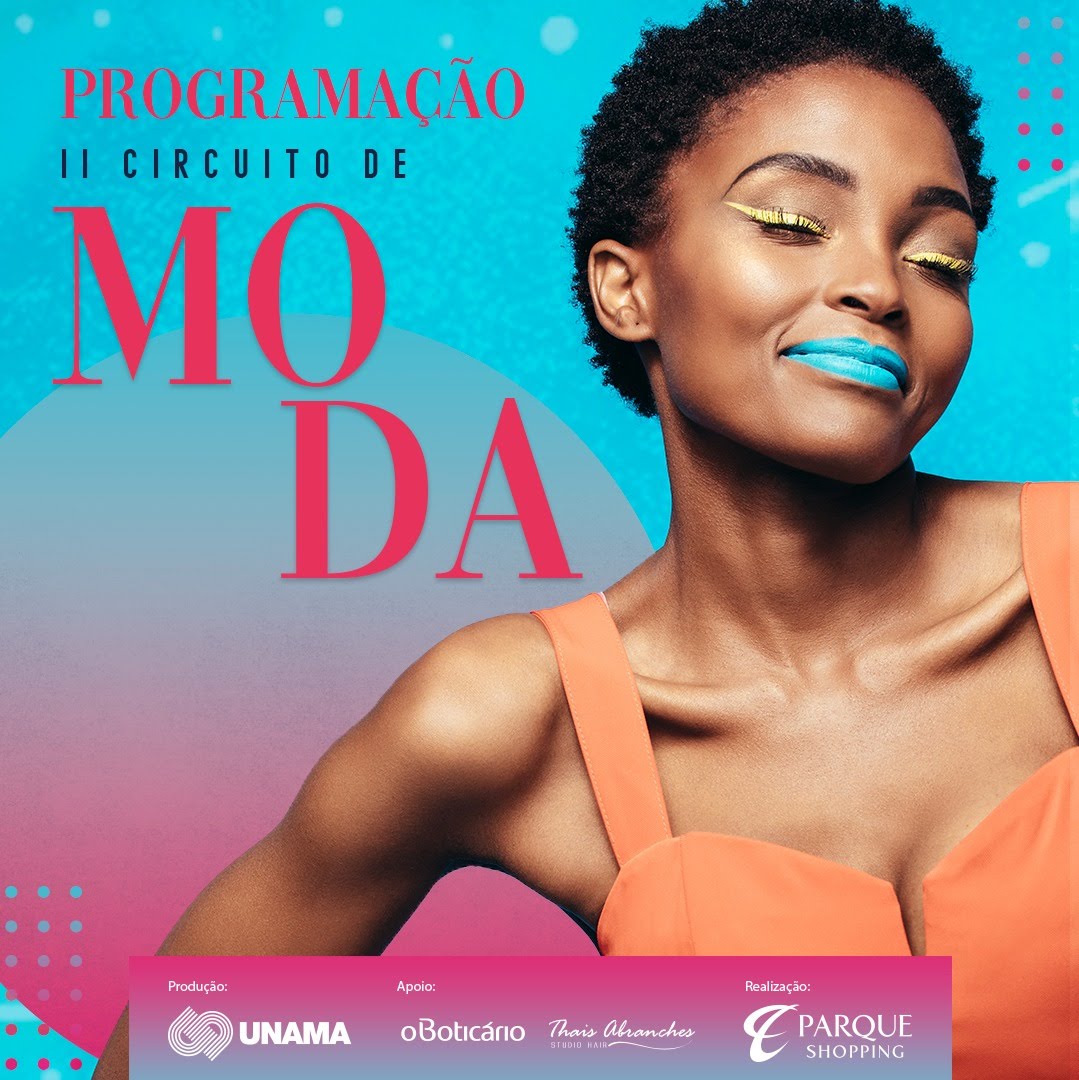 PROGRAMAÇÃO
II CIRCUITO DE
MO
DA
Produção:
UNAMA
Apoio:
oBoticário
Thais Abranches
STUDIO HAIR
Realização:
PARQUE
SHOPPING